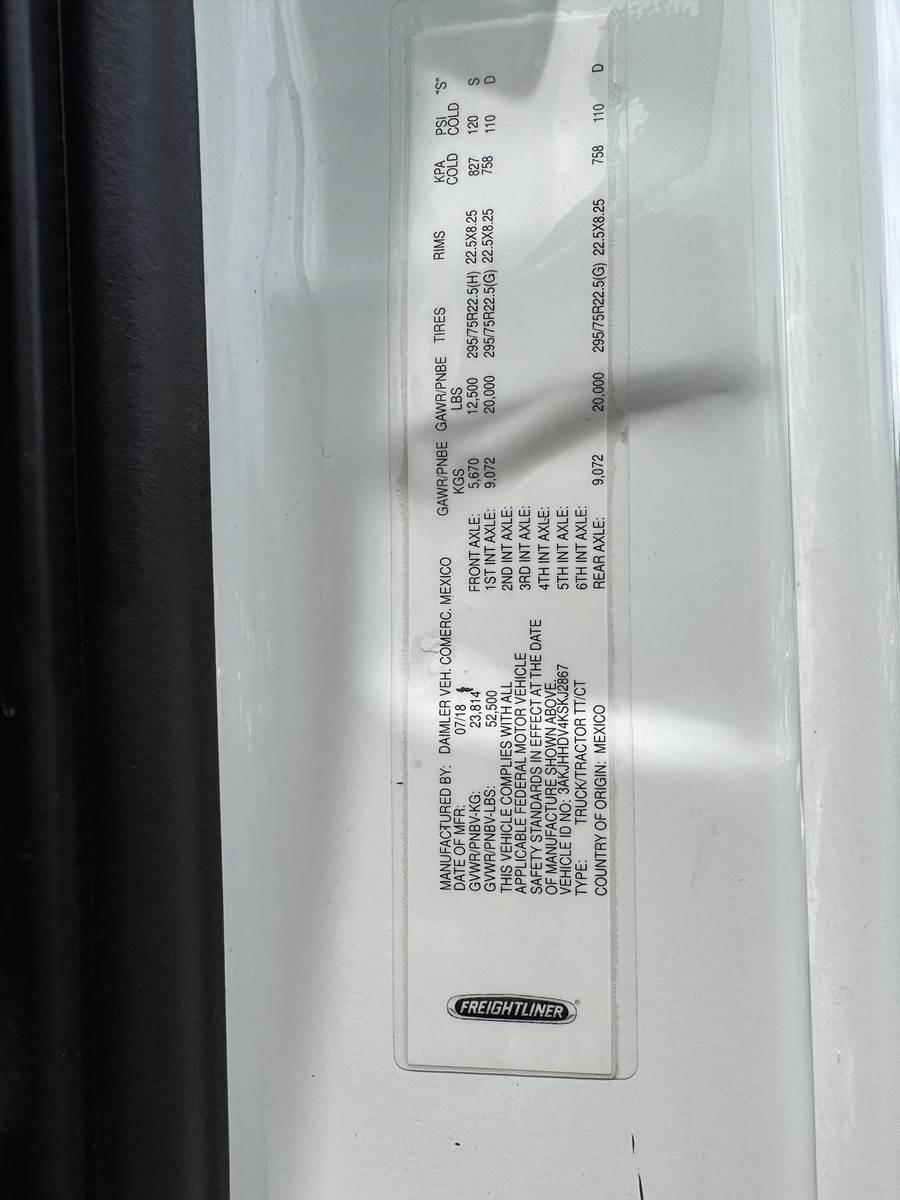 FREIGHTLINER
MANUFACTURED BY: DAIMLER VEH. COMERC. MEXICO
DATE OF MFR: 07/18
GVWR/PNBV-KG: 23,814
GVWR/PNBV-LBS: 52,500
THIS VEHICLE COMPLIES WITH ALL
APPLICABLE FEDERAL MOTOR VEHICLE
SAFETY STANDARDS IN EFFECT AT THE DATE
OF MANUFACTURE SHOWN ABOVE.
VEHICLE ID NO: 3AKJHHDV4KSKJ2867
TYPE: TRUCK/TRACTOR TT/CT
COUNTRY OF ORIGIN: MEXICO
GAWR/PNBE GAWR/PNBE TIRES RIMS KPA PSI "S"
KGS LBS COLD COLD
FRONT AXLE: 5,670 12,500 295/75R22.5(H) 22.5X8.25 827 120 S
1ST INT AXLE: 9,072 20,000 295/75R22.5(G) 22.5X8.25 758 110 D
2ND INT AXLE:
3RD INT AXLE:
4TH INT AXLE:
5TH INT AXLE:
6TH INT AXLE:
REAR AXLE: 9,072 20,000 295/75R22.5(G) 22.5X8.25 758 110 D